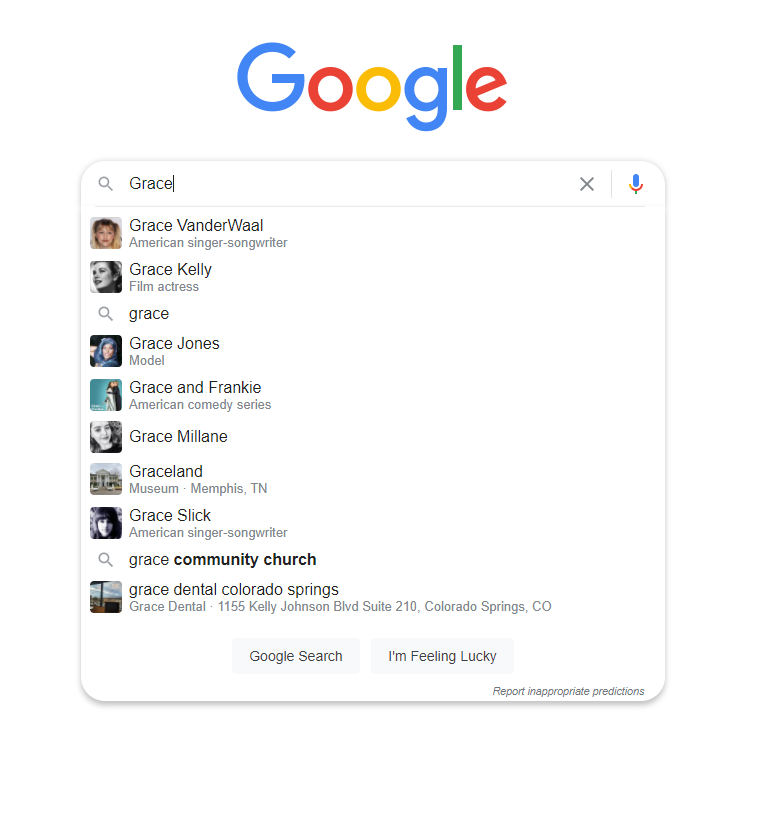 Google
Grace
Grace VanderWaal
American singer-songwriter
Grace Kelly
Film actress
grace
Grace Jones
Model
Grace and Frankie
American comedy series
Grace Millane
Graceland
Museum · Memphis, TN
Grace Slick
American singer-songwriter
grace community church
grace dental colorado springs
Grace Dental · 1155 Kelly Johnson Blvd Suite 210, Colorado Springs, CO
Google Search I'm Feeling Lucky
Report inappropriate predictions